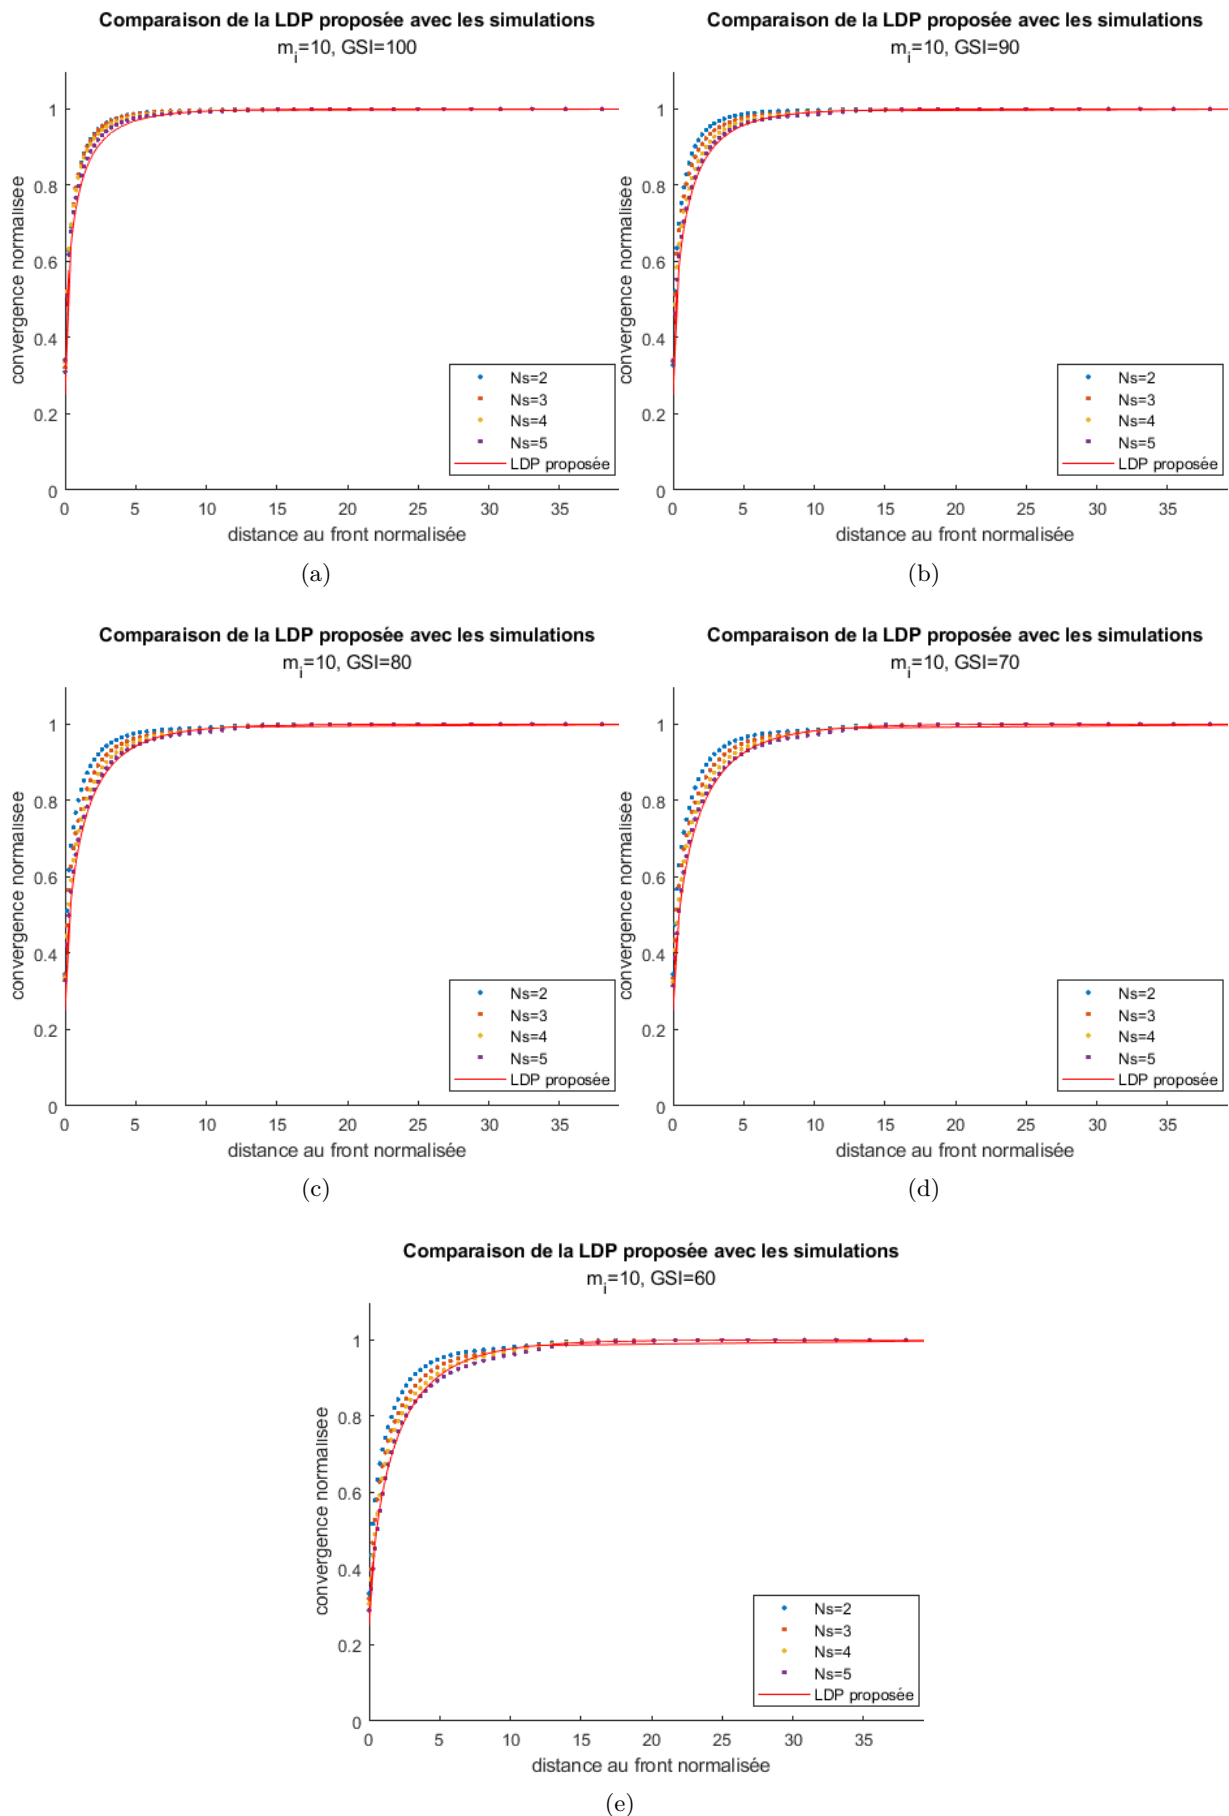 Comparaison de la LDP proposée avec les simulations
m_i=10, GSI=100
convergence normalisée
1
0.8
0.6
0.4
0.2
0
0 5 10 15 20 25 30 35
distance au front normalisée
Ns=2
Ns=3
Ns=4
Ns=5
LDP proposée
(a)
Comparaison de la LDP proposée avec les simulations
m_i=10, GSI=90
convergence normalisée
1
0.8
0.6
0.4
0.2
0
0 5 10 15 20 25 30 35
distance au front normalisée
Ns=2
Ns=3
Ns=4
Ns=5
LDP proposée
(b)
Comparaison de la LDP proposée avec les simulations
m_i=10, GSI=80
convergence normalisée
1
0.8
0.6
0.4
0.2
0
0 5 10 15 20 25 30 35
distance au front normalisée
Ns=2
Ns=3
Ns=4
Ns=5
LDP proposée
(c)
Comparaison de la LDP proposée avec les simulations
m_i=10, GSI=70
convergence normalisée
1
0.8
0.6
0.4
0.2
0
0 5 10 15 20 25 30 35
distance au front normalisée
Ns=2
Ns=3
Ns=4
Ns=5
LDP proposée
(d)
Comparaison de la LDP proposée avec les simulations
m_i=10, GSI=60
convergence normalisée
1
0.8
0.6
0.4
0.2
0
0 5 10 15 20 25 30 35
distance au front normalisée
Ns=2
Ns=3
Ns=4
Ns=5
LDP proposée
(e)